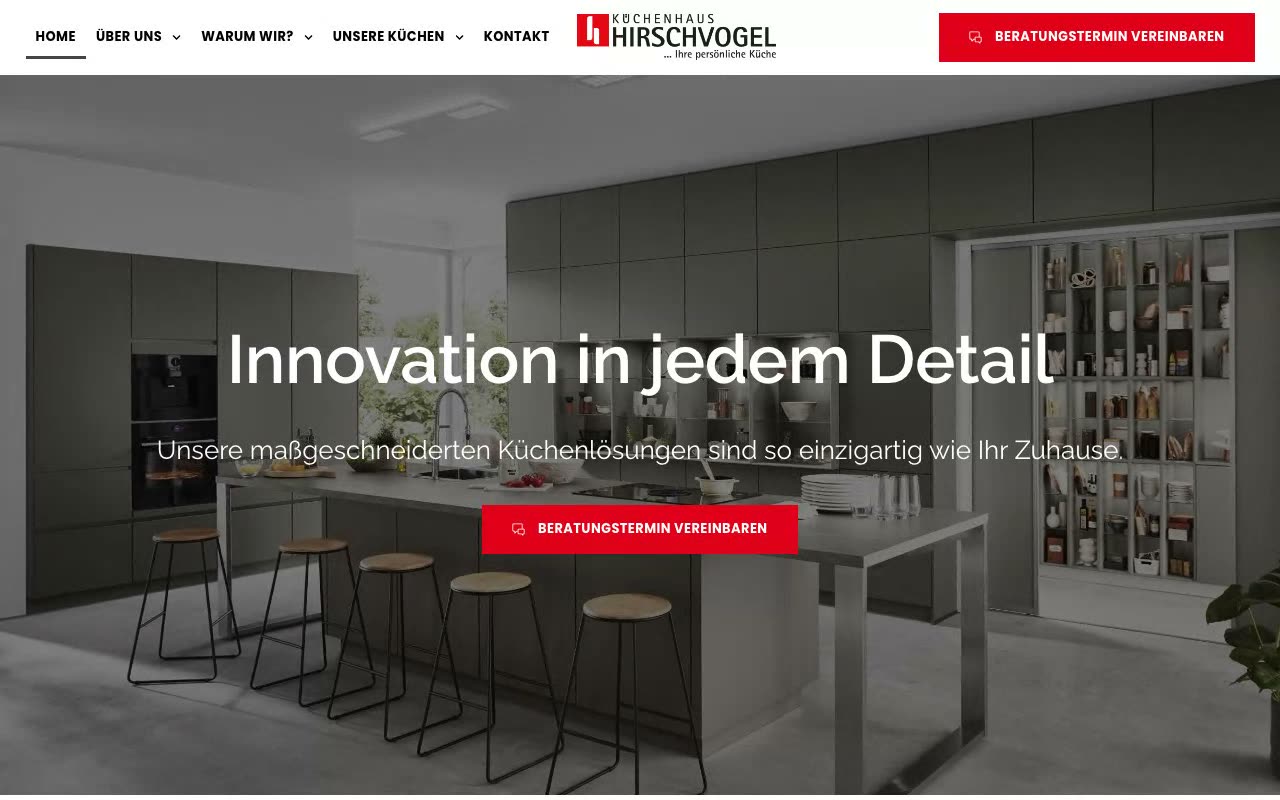 HOME
ÜBER UNS
WARUM WIR?
UNSERE KÜCHEN
KONTAKT
KÜCHENHAUS
HIRSCHVOGEL
... Ihre persönliche Küche
BERATUNGSTERMIN VEREINBAREN
Innovation in jedem Detail
Unsere maßgeschneiderten Küchenlösungen sind so einzigartig wie Ihr Zuhause.
BERATUNGSTERMIN VEREINBAREN